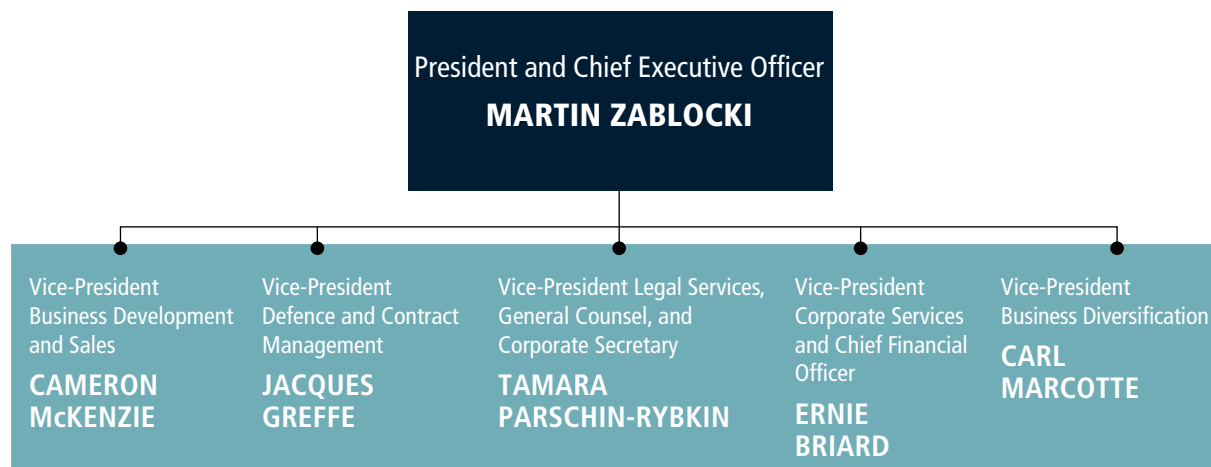 President and Chief Executive Officer
MARTIN ZABLOCKI
Vice-President
Business Development
and Sales
CAMERON
McKENZIE
Vice-President
Defence and Contract
Management
JACQUES
GREFFE
Vice-President Legal Services,
General Counsel, and
Corporate Secretary
TAMARA
PARSCHIN-RYBKIN
Vice-President
Corporate Services
and Chief Financial
Officer
ERNIE
BRIARD
Vice-President
Business Diversification
CARL
MARCOTTE